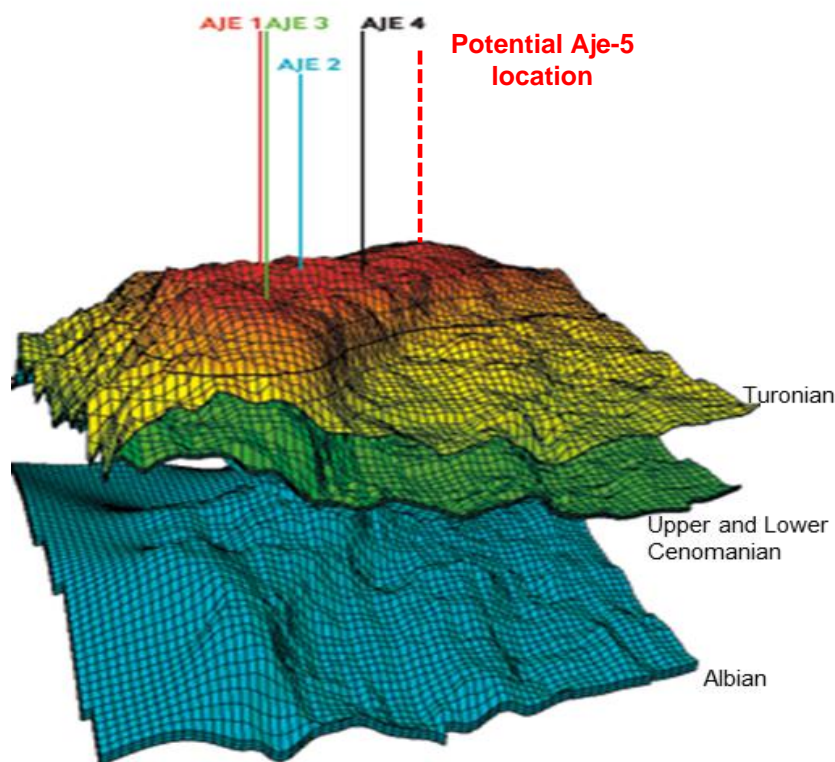 AJE 1 AJE 3 AJE 4
AJE 2
Potential Aje-5
location
Turonian
Upper and Lower
Cenomanian
Albian